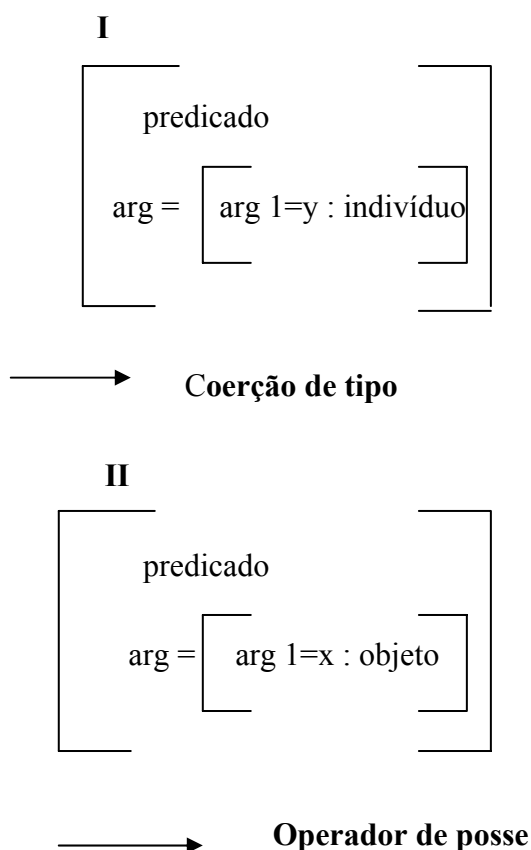 I
predicado
arg = arg 1=y : indivíduo
Coerção de tipo
II
predicado
arg = arg 1=x : objeto
Operador de posse